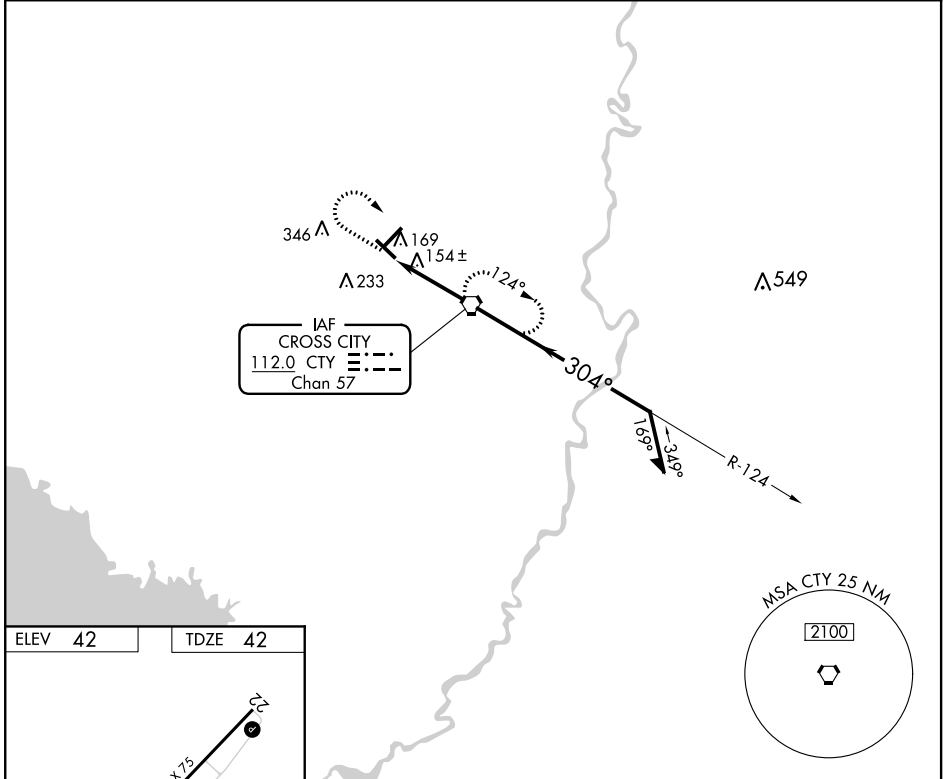 346
169
154±
233
124°
549
IAF
CROSS CITY
112.0 CTY
Chan 57
304°
169°
349°
R-124
MSA CTY 25 NM
2100
ELEV 42
TDZE 42
22
P
X 75